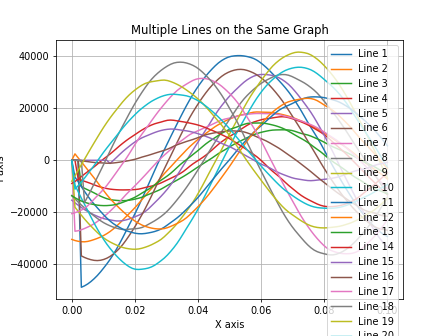 Multiple Lines on the Same Graph
40000
20000
0
−20000
−40000
0.00
0.02
0.04
0.06
X axis
Line 1
Line 2
Line 3
Line 4
Line 5
Line 6
Line 7
Line 8
Line 9
Line 10
Line 11
Line 12
Line 13
Line 14
Line 15
Line 16
Line 17
Line 18
Line 19
Line 20